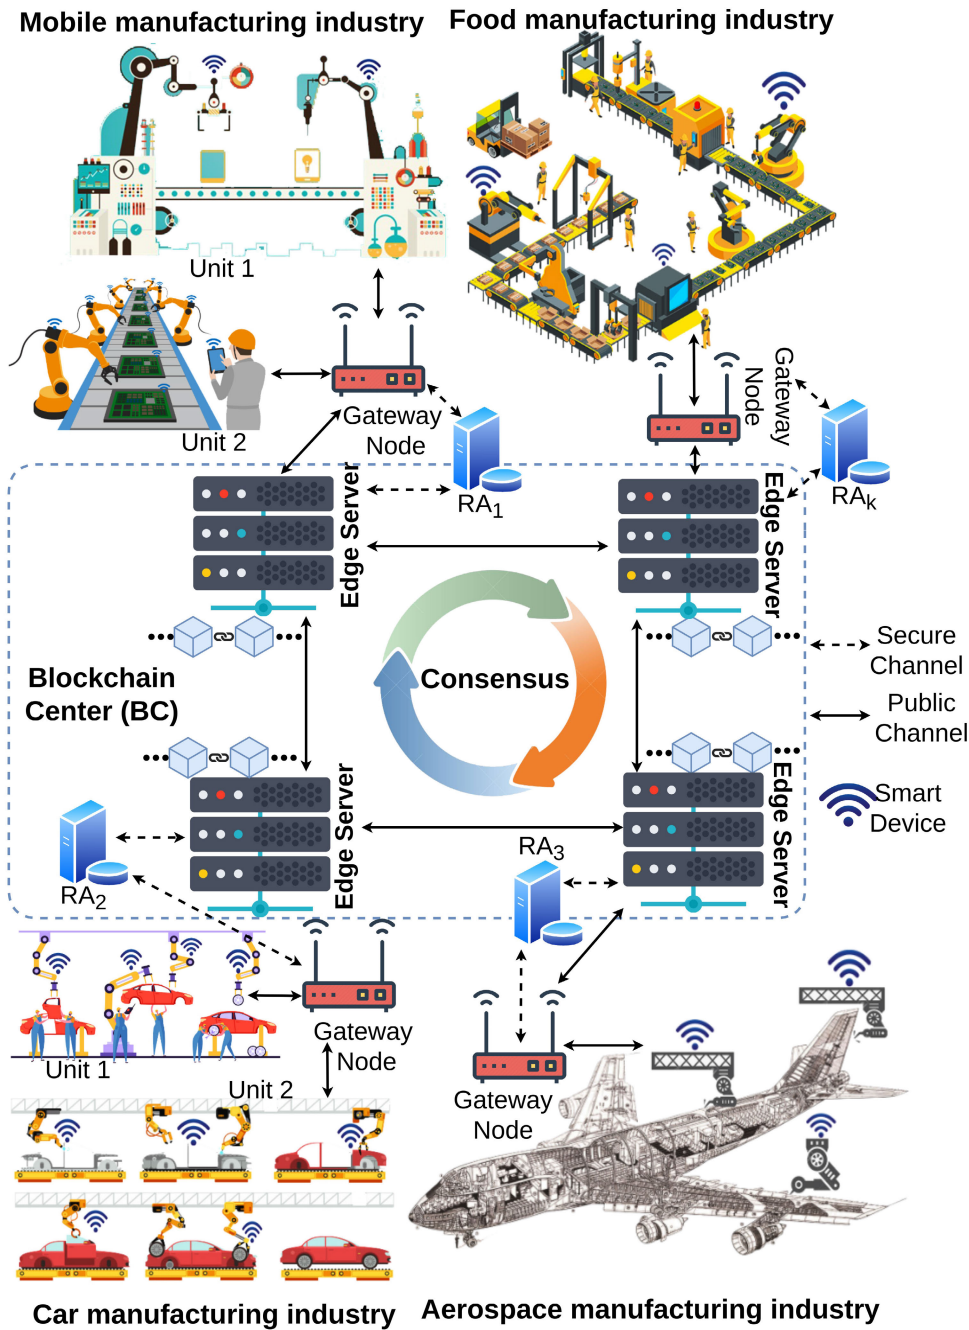 Mobile manufacturing industry
Food manufacturing industry
Unit 1
Unit 2
Gateway
Node
RA1
Gateway
Node
RAk
Edge Server
Edge Server
Blockchain
Center (BC)
Consensus
Secure
Channel
Public
Channel
Smart
Device
Edge Server
Edge Server
RA2
RA3
Unit 1
Gateway
Node
Unit 2
Gateway
Node
Car manufacturing industry
Aerospace manufacturing industry